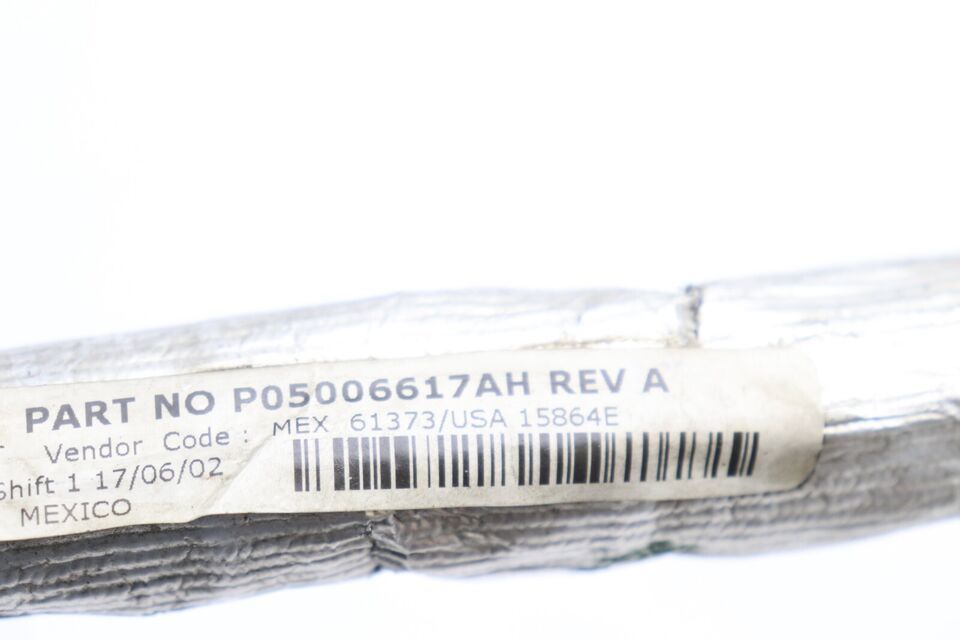 PART NO P05006617AH REV A
Vendor Code : MEX 61373/USA 15864E
Shift 1 17/06/02
MEXICO